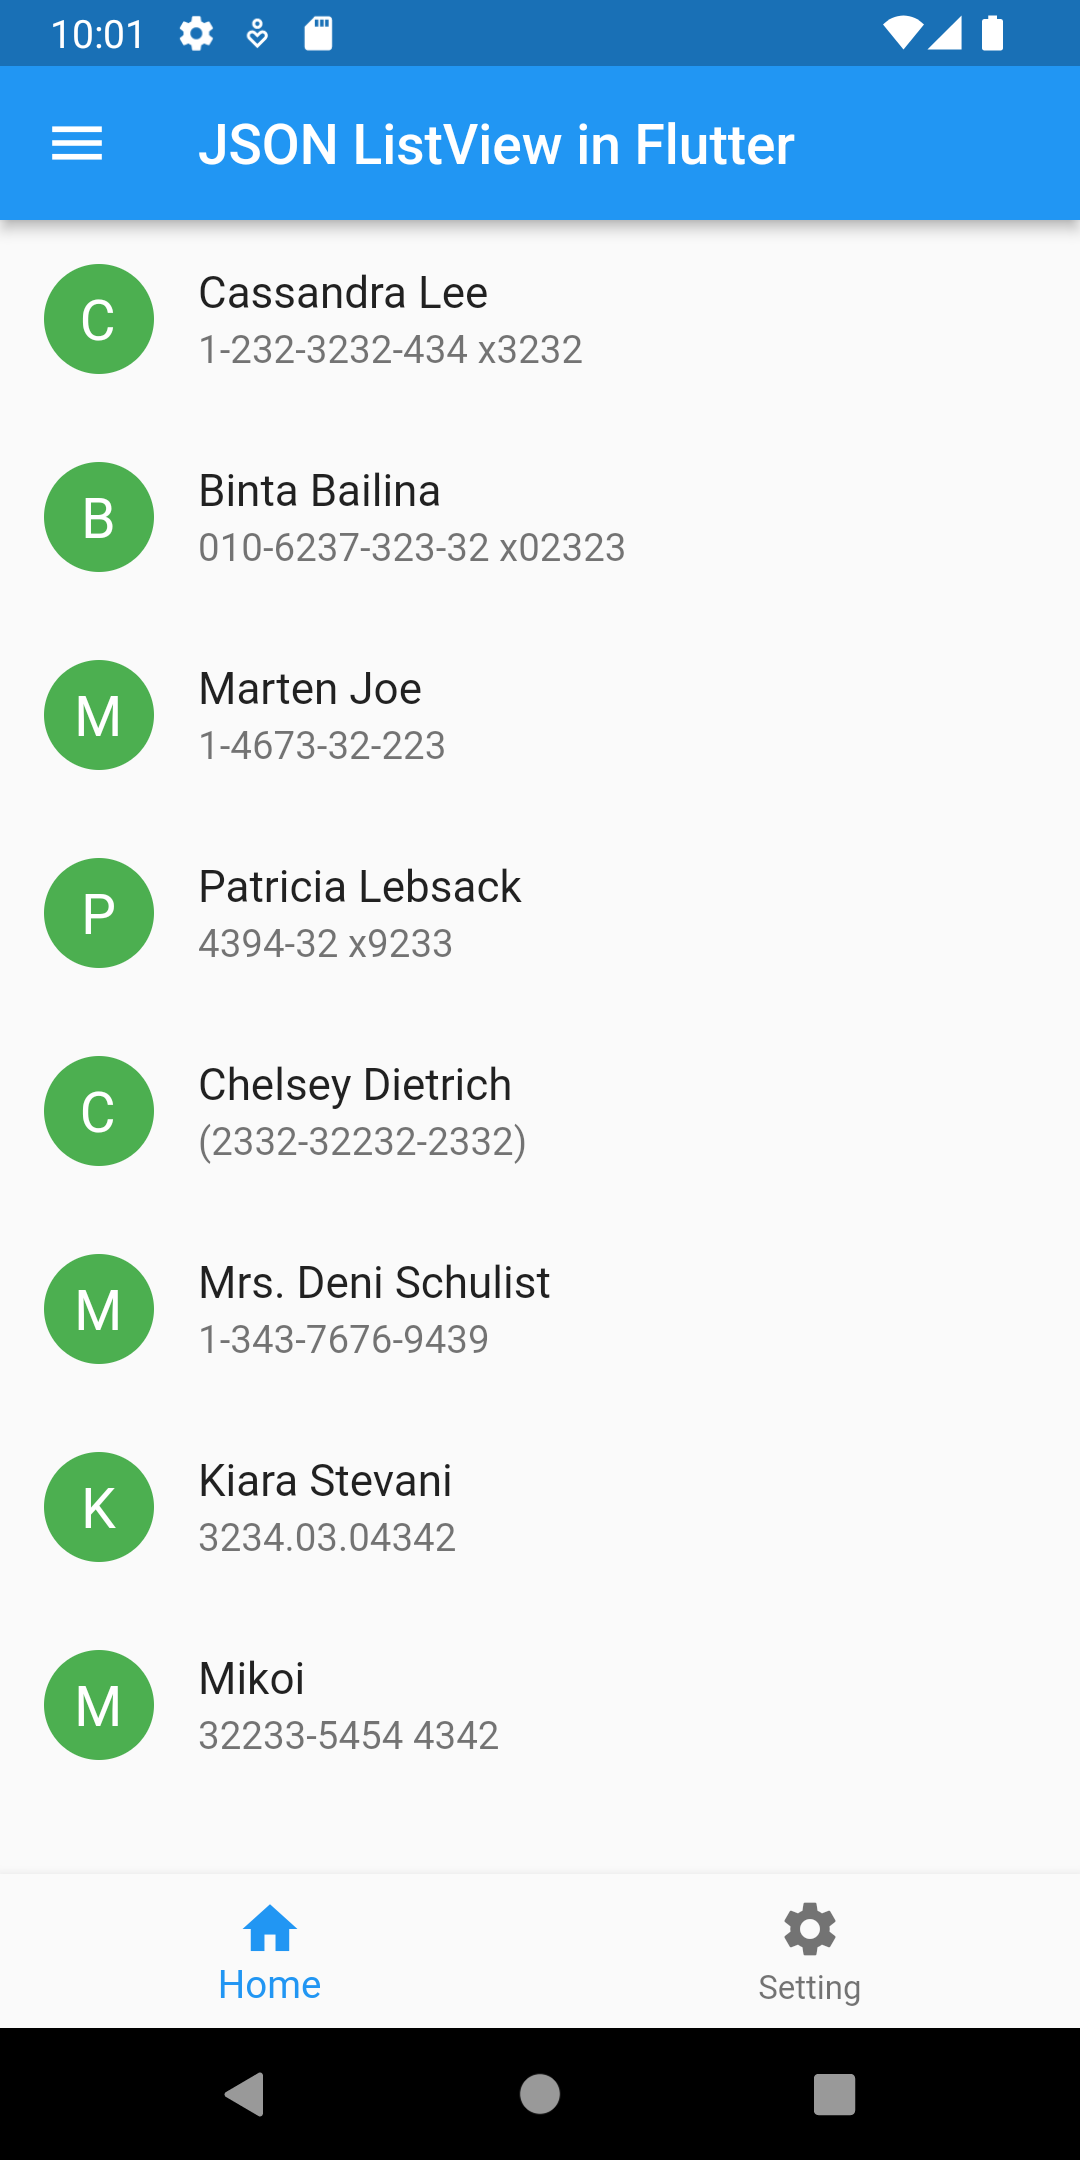 10:01
JSON ListView in Flutter
C
Cassandra Lee
1-232-3232-434 x3232
B
Binta Bailina
010-6237-323-32 x02323
M
Marten Joe
1-4673-32-223
P
Patricia Lebsack
4394-32 x9233
C
Chelsey Dietrich
(2332-32232-2332)
M
Mrs. Deni Schulist
1-343-7676-9439
K
Kiara Stevani
3234.03.04342
M
Mikoi
32233-5454 4342
Home
Setting